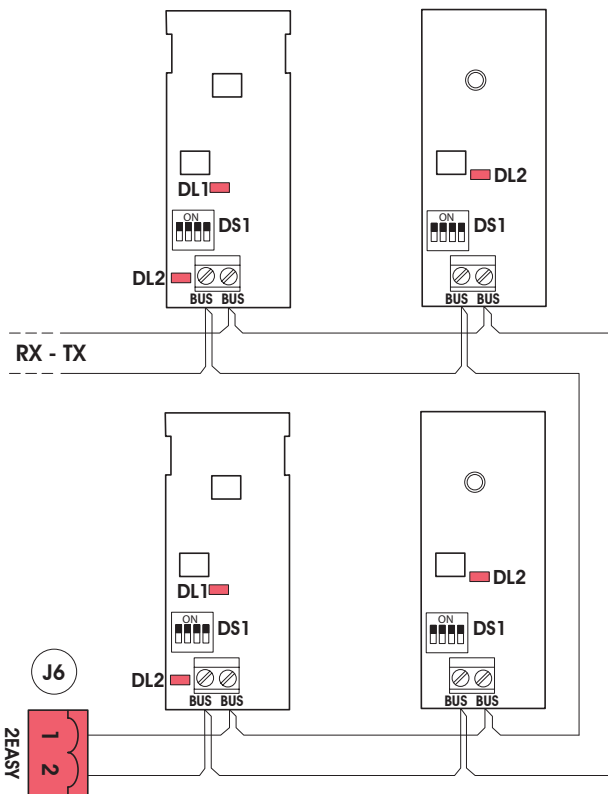 ON
DL1
DS1
DL2
BUS BUS
DL2
ON
DS1
BUS BUS
RX - TX
ON
DL1
DS1
DL2
BUS BUS
DL2
ON
DS1
BUS BUS
J6
2EASY
1
2